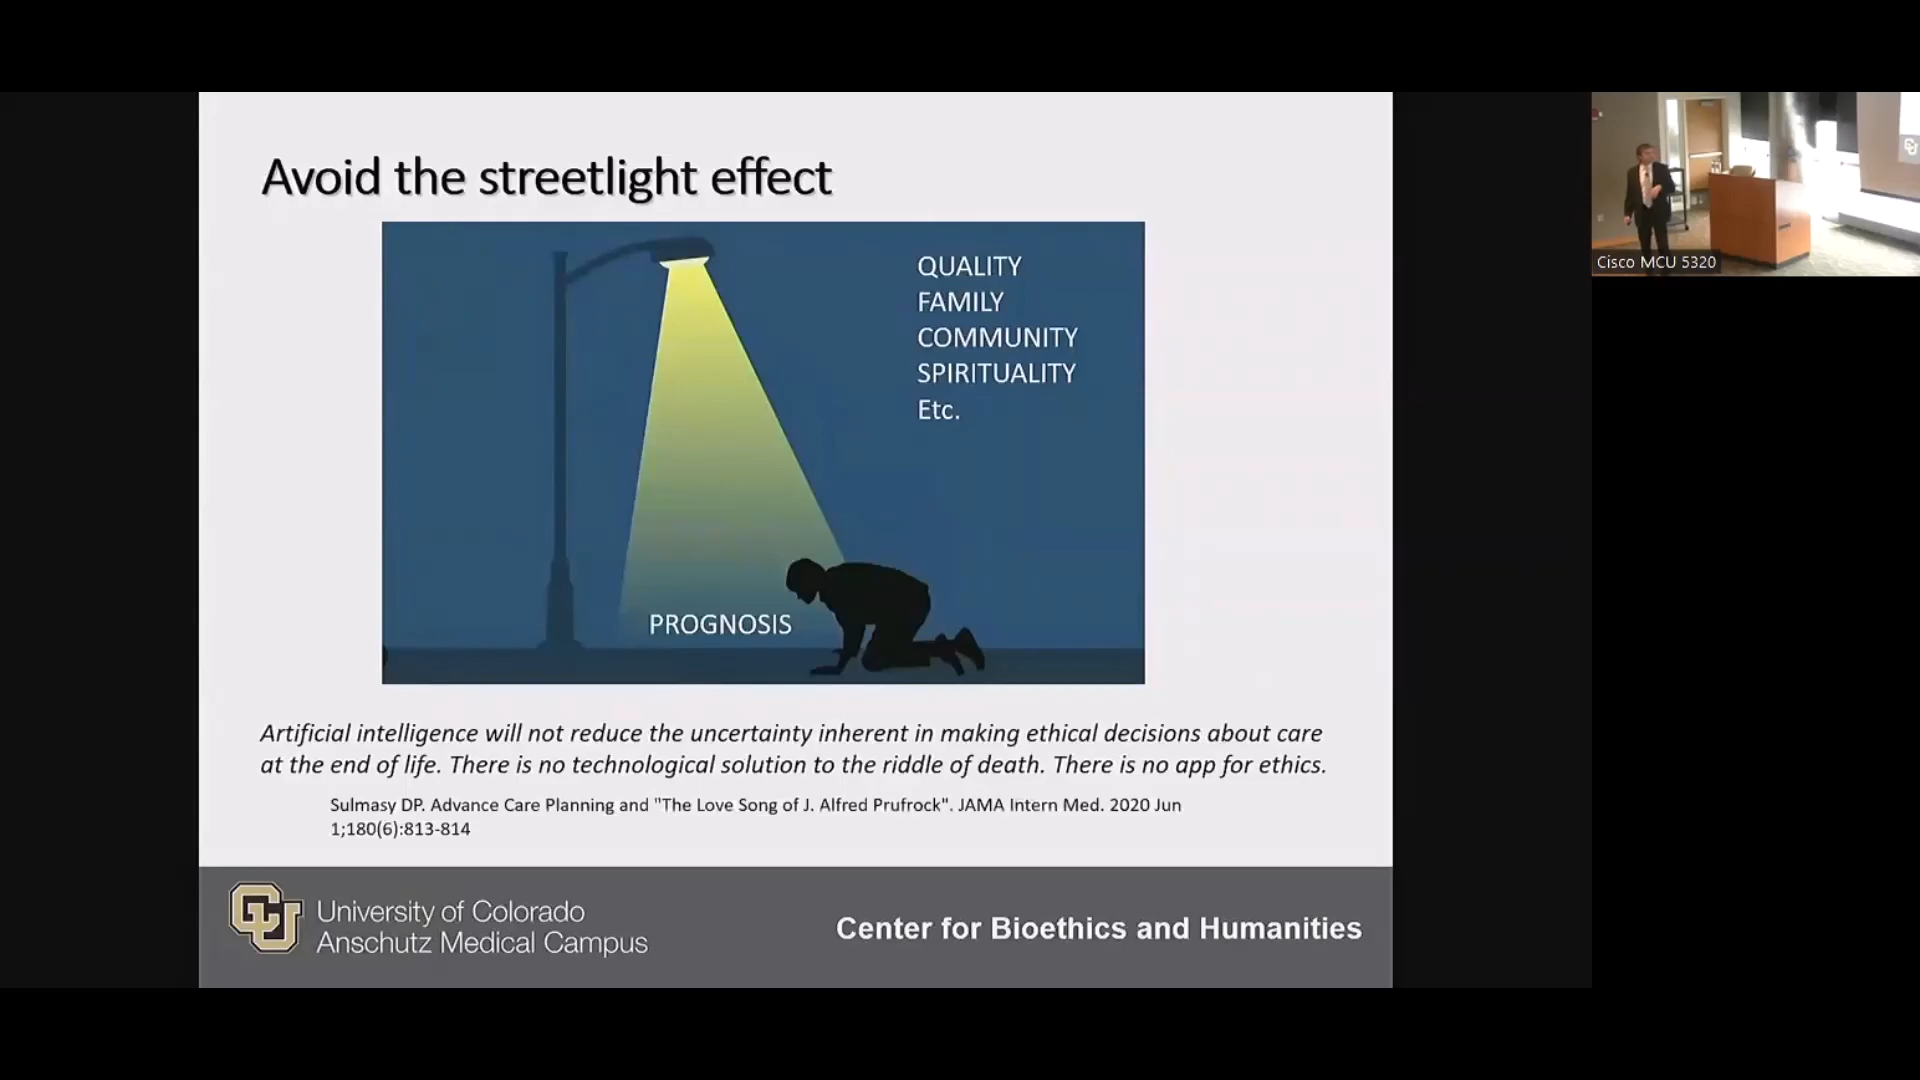 Avoid the streetlight effect
QUALITY
FAMILY
COMMUNITY
SPIRITUALITY
Etc.
PROGNOSIS
Artificial intelligence will not reduce the uncertainty inherent in making ethical decisions about care
at the end of life. There is no technological solution to the riddle of death. There is no app for ethics.
Sulmasy DP. Advance Care Planning and "The Love Song of J. Alfred Prufrock". JAMA Intern Med. 2020 Jun
1;180(6):813-814
CU
University of Colorado
Anschutz Medical Campus
Center for Bioethics and Humanities
Cisco MCU 5320